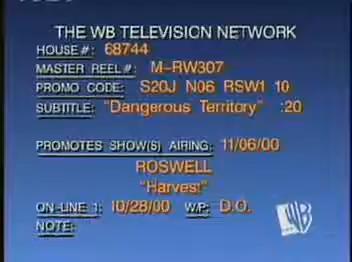 THE WB TELEVISION NETWORK
HOUSE#: 68744
MASTER REEL#: M-RW307
PROMO CODE: S20J N06 RSW1 10
SUBTITLE: "Dangerous Territory" :20
PROMOTES SHOW(S) AIRING: 11/06/00
ROSWELL
"Harvest"
ON-LINE 1: 10/28/00 W/P: D.O.
NOTE:
WB